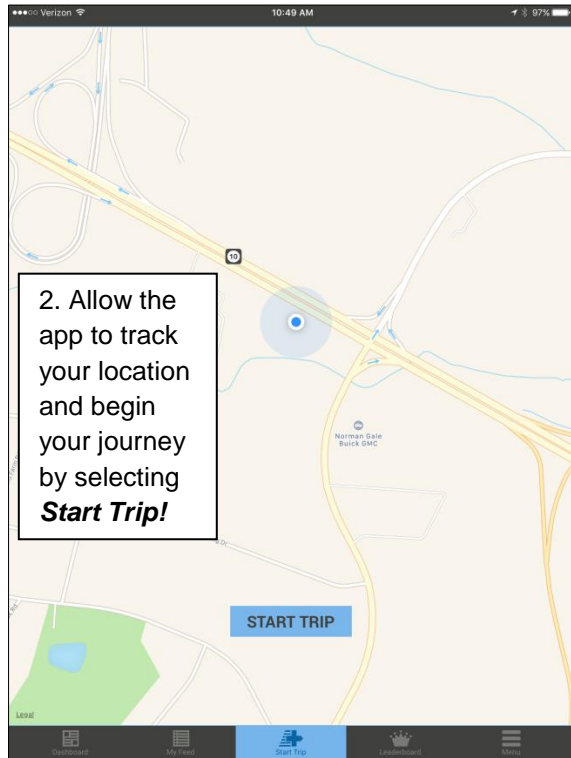 Verizon 10:49 AM 97%
10
2. Allow the
app to track
your location
and begin
your journey
by selecting
Start Trip!
Norman Gale
Buick GMC
START TRIP
Legal
Dashboard My Feed Start Trip Leaderboard Menu